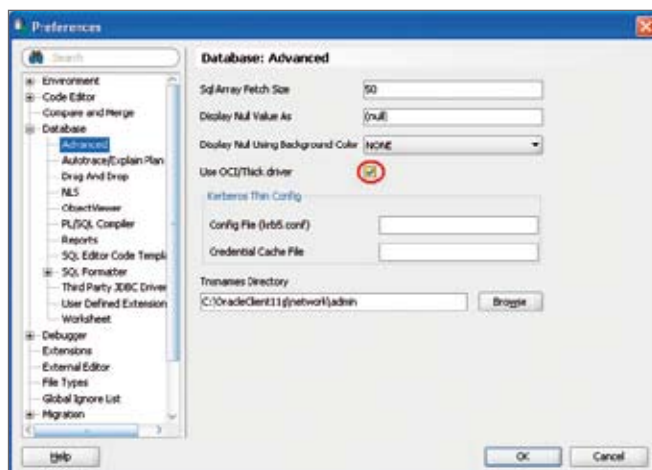 Preferences
Search
Environment
Code Editor
Compare and Merge
Database
Advanced
Autotrace/Explain Plan
Drag And Drop
NLS
ObjectViewer
PL/SQL Compiler
Reports
SQL Editor Code Templ
SQL Formatter
Third Party JDBC Driver
User Defined Extension
Worksheet
Debugger
Extensions
External Editor
File Types
Global Ignore List
Migration
Database: Advanced
Sql Array Fetch Size
50
Display Null Value As
(null)
Display Null Using Background Color
NONE
Use OCI/Thick driver
Kerberos Thin Config
Config File (krb5.conf)
Credential Cache File
Tnsnames Directory
C:\OracleClient11g\network\admin
Browse
Help
OK
Cancel